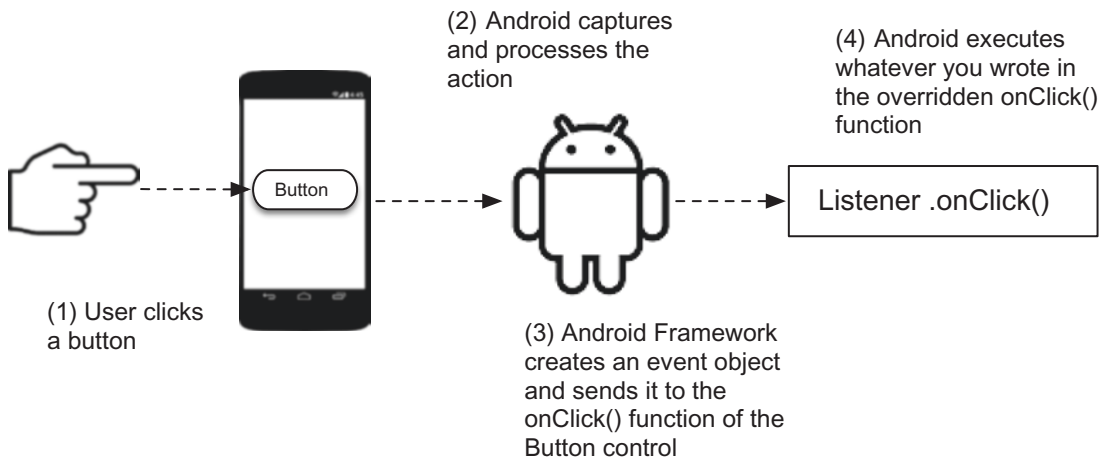 (1) User clicks
a button
Button
(2) Android captures
and processes the
action
(3) Android Framework
creates an event object
and sends it to the
onClick() function of the
Button control
(4) Android executes
whatever you wrote in
the overridden onClick()
function
Listener .onClick()